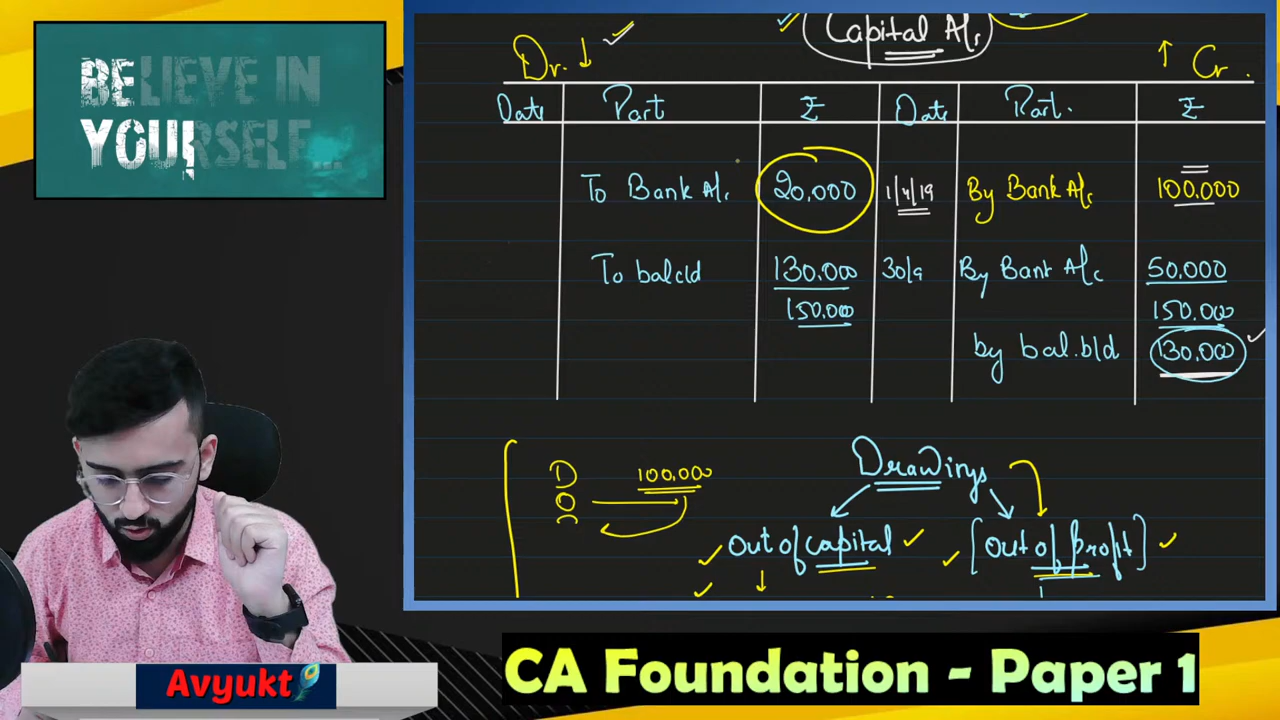 BELIEVE IN
YOURSELF...
Capital A/c
Dr. ↓ ↑ Cr.
Date Part ₹ Date Part. ₹
To Bank A/c 20,000 1/4/19 By Bank A/c 100.000
To bal c/d 130.000 30/9 By Bank A/c 50.000
150.000 150.000
by bal. b/d 130.000
D 100.000 Drawings
Out of capital [Out of profit]
Avyukt
CA Foundation - Paper 1